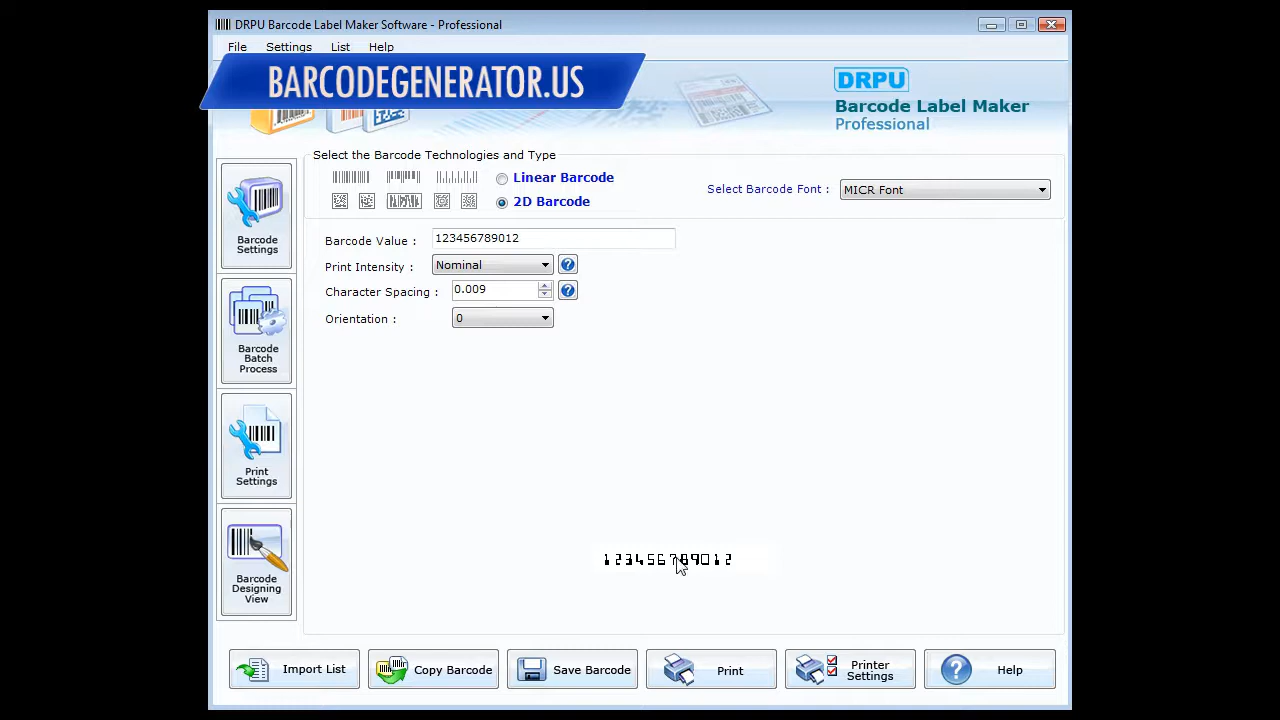 DRPU Barcode Label Maker Software - Professional
File Settings List Help
BARCODEGENERATOR.US
DRPU
Barcode Label Maker
Professional
Select the Barcode Technologies and Type
Linear Barcode
2D Barcode
Select Barcode Font :
MICR Font
Barcode Value :
123456789012
Print Intensity :
Nominal
?
Character Spacing :
0.009
?
Orientation :
0
Barcode
Settings
Barcode
Batch
Process
Print
Settings
Barcode
Designing
View
123456789012
Import List
Copy Barcode
Save Barcode
Print
Printer
Settings
?
Help